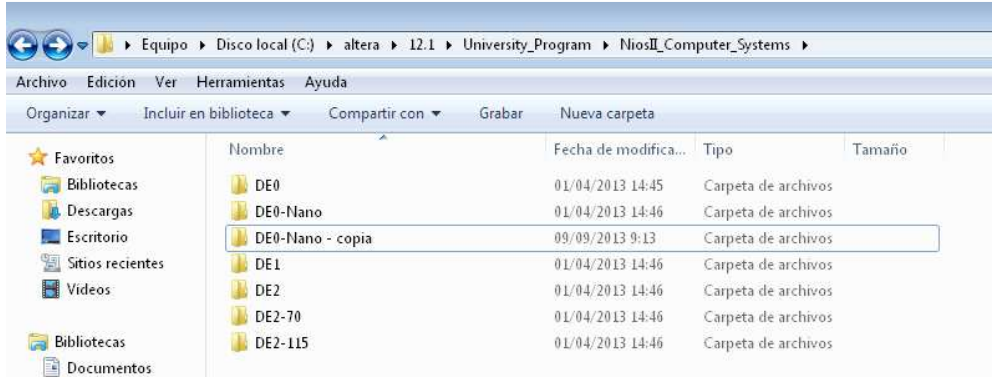 Equipo ▸ Disco local (C:) ▸ altera ▸ 12.1 ▸ University_Program ▸ NiosII_Computer_Systems ▸
Archivo Edición Ver Herramientas Ayuda
Organizar ▾ Incluir en biblioteca ▾ Compartir con ▾ Grabar Nueva carpeta
Nombre Fecha de modifica... Tipo Tamaño
Favoritos
Bibliotecas
Descargas
Escritorio
Sitios recientes
Vídeos
Bibliotecas
Documentos
DE0 01/04/2013 14:45 Carpeta de archivos
DE0-Nano 01/04/2013 14:46 Carpeta de archivos
DE0-Nano - copia 09/09/2013 9:13 Carpeta de archivos
DE1 01/04/2013 14:46 Carpeta de archivos
DE2 01/04/2013 14:46 Carpeta de archivos
DE2-70 01/04/2013 14:46 Carpeta de archivos
DE2-115 01/04/2013 14:46 Carpeta de archivos